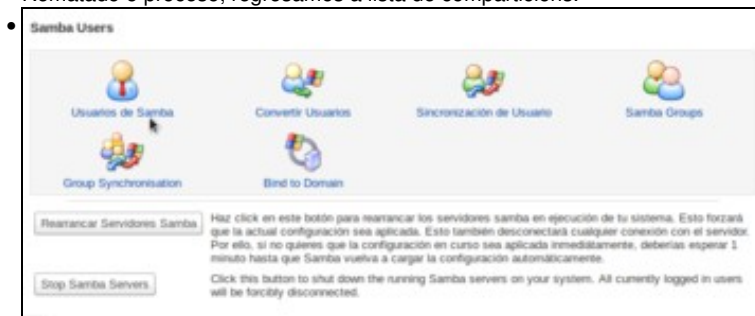 Rematado o proceso, regresamos á lista de comparticións.
Samba Users
Usuarios de Samba Convertir Usuarios Sincronización de Usuario Samba Groups
Group Synchronisation Bind to Domain
Rearrancar Servidores Samba
Haz click en este botón para rearrancar los servidores samba en ejecución de tu sistema. Esto forzará
que la actual configuración sea aplicada. Esto también desconectará cualquier conexión con el servidor.
Por ello, si no quieres que la configuración en curso sea aplicada inmediátamente, deberías esperar 1
minuto hasta que Samba vuelva a cargar la configuración automáticamente.
Stop Samba Servers
Click this button to shut down the running Samba servers on your system. All currently logged in users
will be forcibly disconnected.